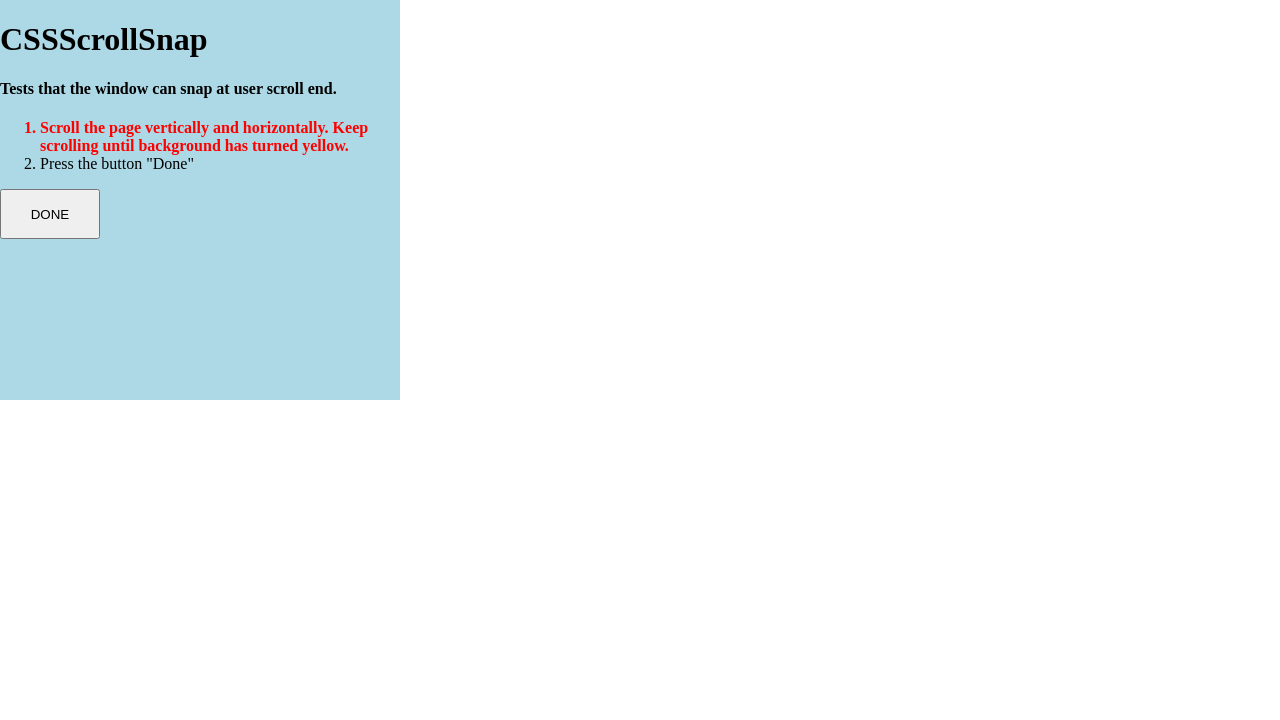 CSSScrollSnap
Tests that the window can snap at user scroll end.
1. Scroll the page vertically and horizontally. Keep
scrolling until background has turned yellow.
2. Press the button "Done"
DONE